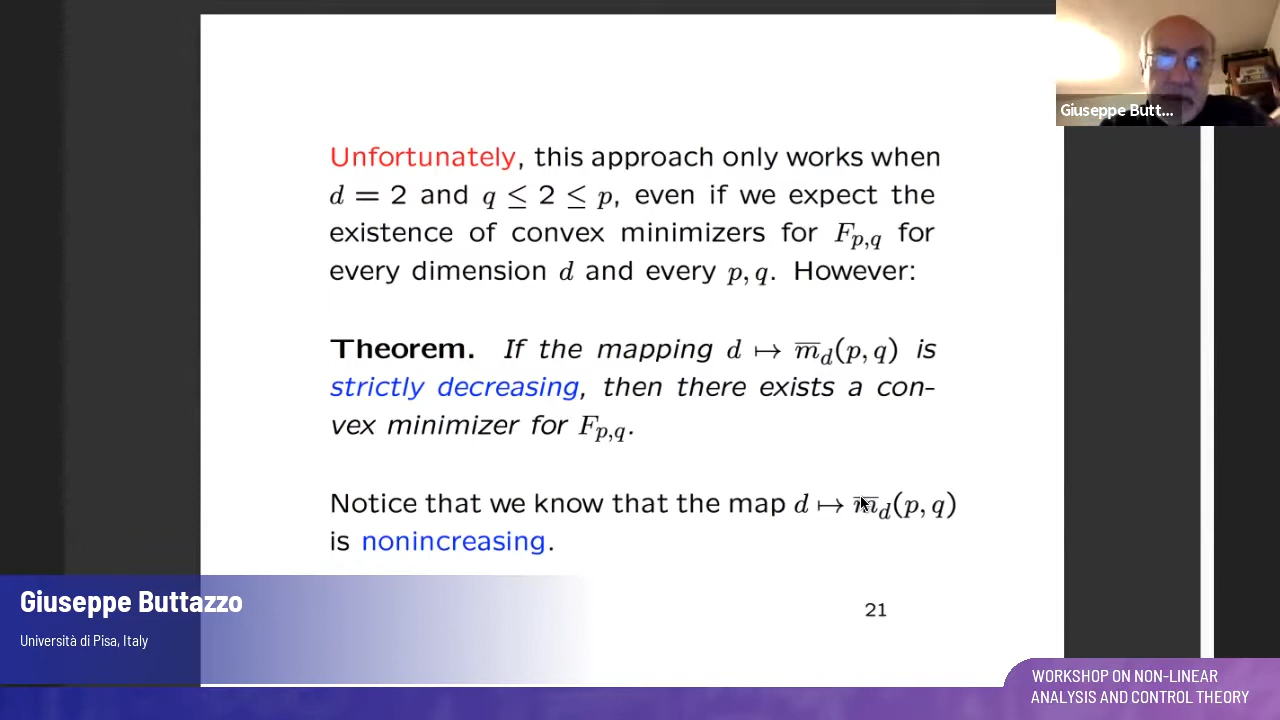 Giuseppe Butt...
Unfortunately, this approach only works when
d = 2 and q ≤ 2 ≤ p, even if we expect the
existence of convex minimizers for F_{p,q} for
every dimension d and every p, q. However:
Theorem. If the mapping d ↦ m̅_d(p, q) is
strictly decreasing, then there exists a con-
vex minimizer for F_{p,q}.
Notice that we know that the map d ↦ m̅_d(p, q)
is nonincreasing.
21
Giuseppe Buttazzo
Università di Pisa, Italy
WORKSHOP ON NON-LINEAR
ANALYSIS AND CONTROL THEORY